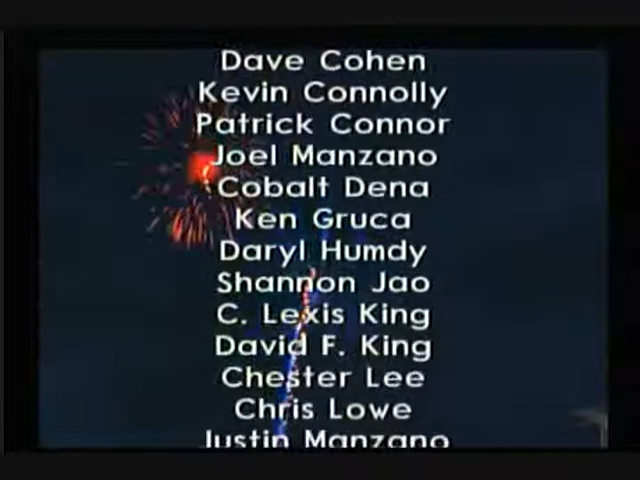 Dave Cohen
Kevin Connolly
Patrick Connor
Joel Manzano
Cobalt Dena
Ken Gruca
Daryl Humdy
Shannon Jao
C. Lexis King
David F. King
Chester Lee
Chris Lowe
Justin Manzano